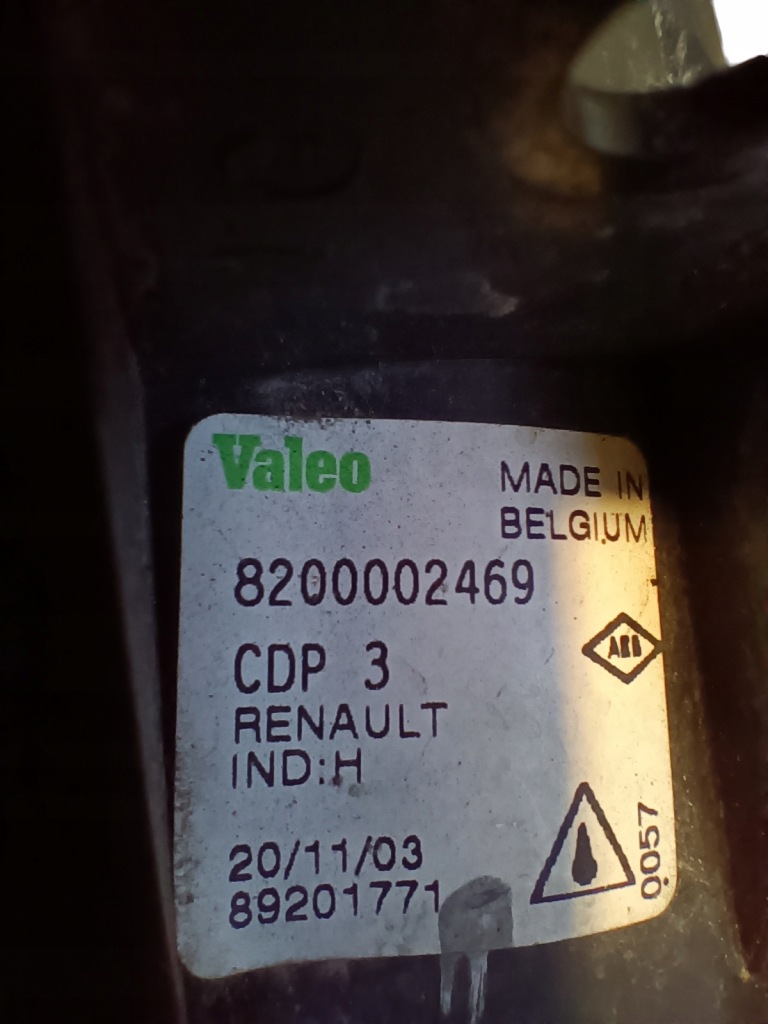 Valeo
MADE IN
BELGIUM
8200002469
CDP 3
RENAULT
IND:H
20/11/03
89201771
0057